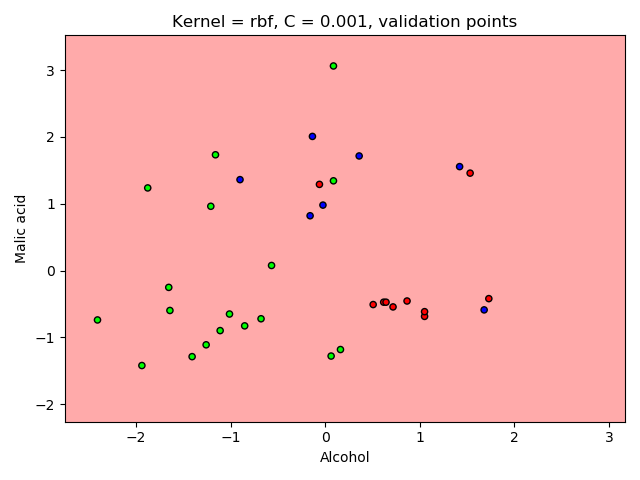 Kernel = rbf, C = 0.001, validation points
3
2
1
0
−1
−2
Malic acid
−2 −1 0 1 2 3
Alcohol